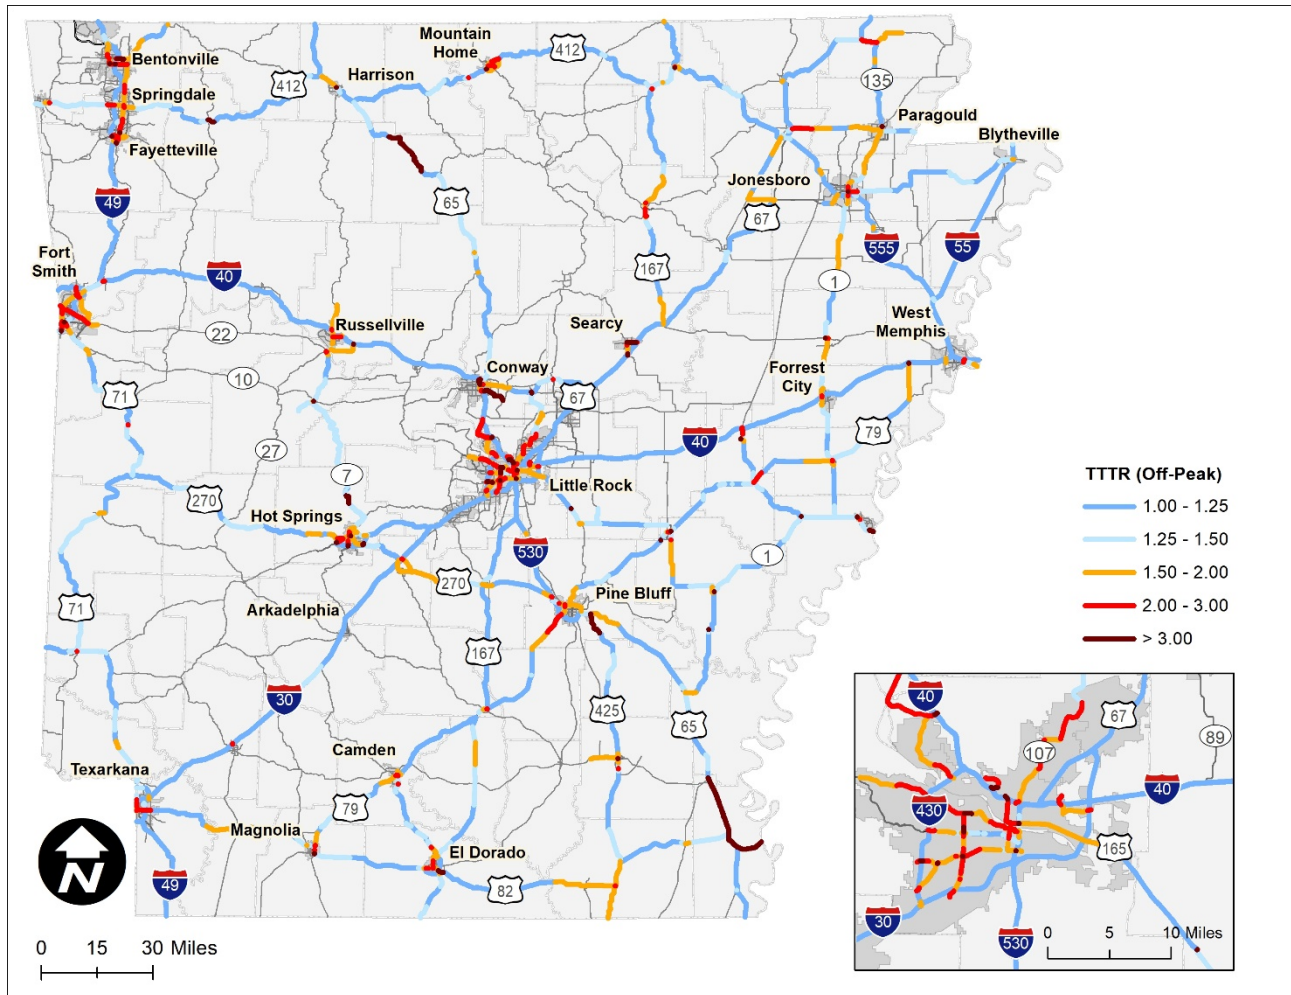 Mountain
Home
412
Bentonville
Harrison
412
135
Springdale
Paragould
Blytheville
Fayetteville
Jonesboro
49
65
67
555
55
Fort
Smith
40
167
1
22
Russellville
Searcy
West
Memphis
10
Conway
Forrest
City
71
67
79
27
40
7
Little Rock
270
Hot Springs
530
1
270
Pine Bluff
Arkadelphia
71
167
30
425
65
Camden
Texarkana
79
Magnolia
El Dorado
49
82
N
0 15 30 Miles
TTTR (Off-Peak)
1.00 - 1.25
1.25 - 1.50
1.50 - 2.00
2.00 - 3.00
> 3.00
40
67
89
107
40
430
165
30
530
0 5 10 Miles